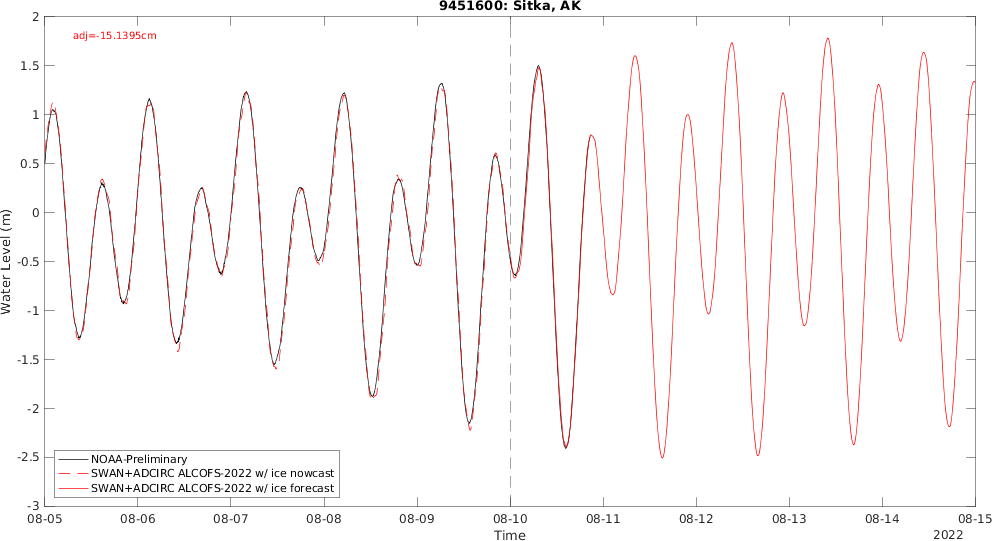 9451600: Sitka, AK
adj=-15.1395cm
2
1.5
1
0.5
0
-0.5
-1
-1.5
-2
-2.5
-3
Water Level (m)
NOAA-Preliminary
SWAN+ADCIRC ALCOFS-2022 w/ ice nowcast
SWAN+ADCIRC ALCOFS-2022 w/ ice forecast
08-05 08-06 08-07 08-08 08-09 08-10 08-11 08-12 08-13 08-14 08-15
Time
2022